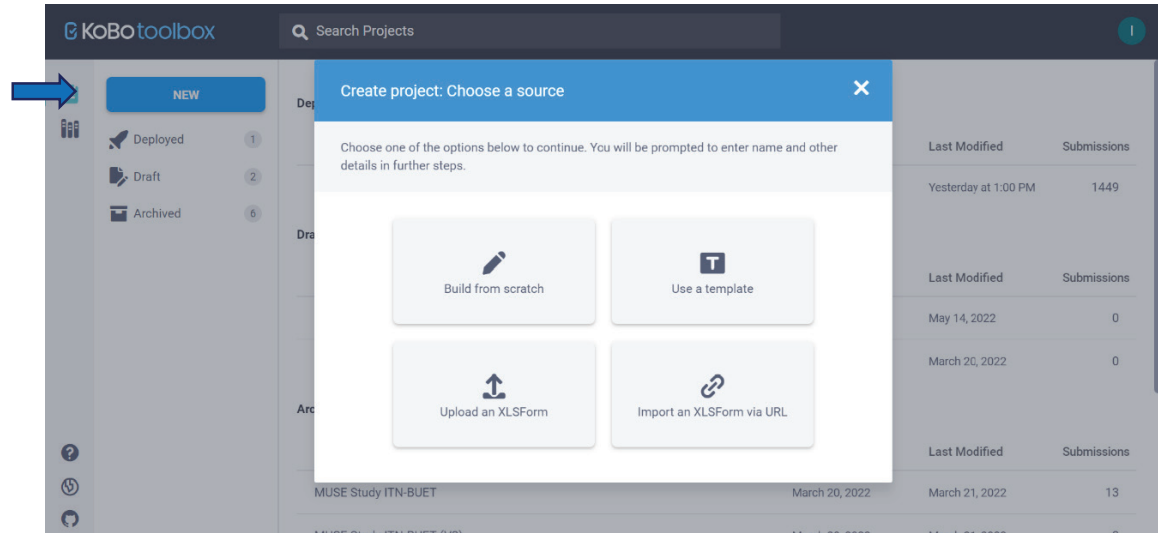 KoBotoolbox
Search Projects
I
NEW
Deployed 1
Draft 2
Archived 6
Create project: Choose a source
Choose one of the options below to continue. You will be prompted to enter name and other
details in further steps.
Build from scratch
Use a template
Upload an XLSForm
Import an XLSForm via URL
Dep
Last Modified Submissions
Yesterday at 1:00 PM 1449
Dra
Last Modified Submissions
May 14, 2022 0
March 20, 2022 0
Arc
Last Modified Submissions
MUSE Study ITN-BUET March 20, 2022 March 21, 2022 13